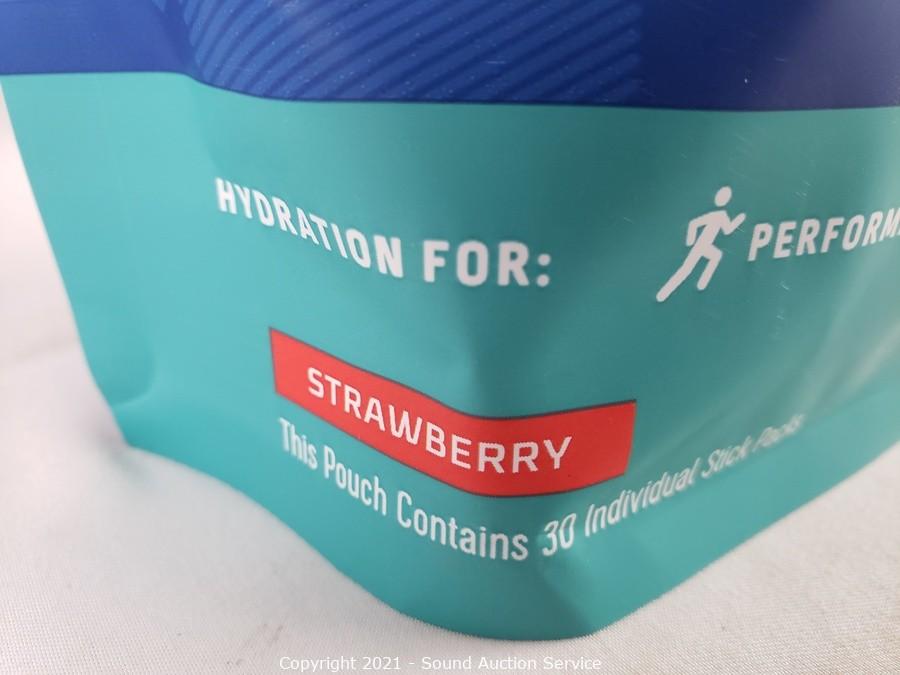 HYDRATION FOR:
PERFORM
STRAWBERRY
This Pouch Contains 30 Individual Stick Packs
Copyright 2021 - Sound Auction Service